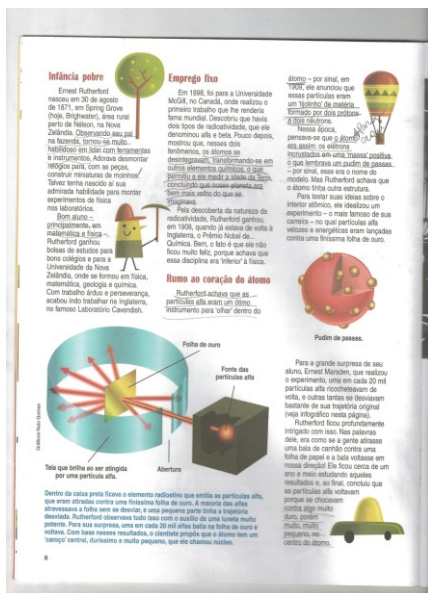 Infância pobre
Ernest Rutherford
nasceu em 30 de agosto
de 1871, em Spring Grove
(hoje, Brightwater), área rural
perto de Nelson, na Nova
Zelândia. Observando seu pai
na fazenda, tornou-se muito
habilidoso em lidar com ferramentas
e instrumentos. Adorava desmontar
relógios para, com as peças,
construir miniaturas de moinhos.
Talvez tenha nascido aí sua
admirável habilidade para montar
experimentos de física
nos laboratórios.
Bom aluno –
principalmente, em
matemática e física –,
Rutherford ganhou
bolsas de estudos para
bons colégios e para a
Universidade da Nova
Zelândia, onde se formou em física,
matemática, geologia e química.
Com trabalho árduo e perseverança,
acabou indo trabalhar na Inglaterra,
no famoso Laboratório Cavendish.
Emprego fixo
Em 1898, foi para a Universidade
McGill, no Canadá, onde realizou o
primeiro trabalho que lhe renderia
fama mundial. Descobriu que havia
dois tipos de radioatividade, que ele
denominou alfa e beta. Pouco depois,
mostrou que, nesses dois
fenômenos, os átomos se
desintegravam, transformando-se em
outros elementos químicos, o que
permitiu a ele medir a idade da Terra,
concluindo que nosso planeta era
bem mais velho do que se
imaginava.
Pela descoberta da natureza da
radioatividade, Rutherford ganhou,
em 1908, quando já estava de volta à
Inglaterra, o Prêmio Nobel de...
Química. Bem, o fato é que ele não
ficou muito feliz, porque achava que
essa disciplina era 'inferior' à física.
Rumo ao coração do átomo
Rutherford achava que as
partículas alfa eram um ótimo
'instrumento para 'olhar' dentro do
átomo – por sinal, em
1909, ele anunciou que
essas partículas eram
um 'tijolinho' de matéria
formado por dois prótons
e dois nêutrons.
Nessa época,
pensava-se que o átomo
era assim: os elétrons
incrustados em uma 'massa' positiva,
o que lembrava um pudim de passas
– por sinal, esse era o nome do
modelo. Mas Rutherford achava que
o átomo tinha outra estrutura.
Para testar suas ideias sobre o
interior atômico, ele idealizou um
experimento – o mais famoso de sua
carreira – no qual partículas alfa
velozes e energéticas eram lançadas
contra uma finíssima folha de ouro.
Pudim de passas.
Para a grande surpresa de seu
aluno, Ernest Marsden, que realizou
o experimento, uma em cada 20 mil
partículas alfa ricocheteavam de
volta, e outras tantas se desviavam
bastante de sua trajetória original
(veja infográfico nesta página).
Rutherford ficou profundamente
intrigado com isso. Nas palavras
dele, era como se a gente atirasse
uma bala de canhão contra uma
folha de papel e a bala voltasse em
nossa direção! Ele ficou cerca de um
ano e meio estudando aqueles
resultados e, ao final, concluiu que
as partículas alfa voltavam
porque se chocavam
contra algo muito
duro, porém
muito, muito
pequeno, no
centro do átomo.
Folha de ouro
Fonte das
partículas alfa
Tela que brilha ao ser atingida
por uma partícula alfa.
Abertura
Gráficos Nato Gomes
Dentro da caixa preta ficava o elemento radioativo que emitia as partículas alfa,
que eram atiradas contra uma finíssima folha de ouro. A maioria das alfas
atravessava a folha sem se desviar, e uma pequena parte tinha a trajetória
desviada. Rutherford observava tudo isso com o auxílio de uma luneta muito
potente. Para sua surpresa, uma em cada 20 mil alfas batia na folha de ouro e
voltava. Com base nesses resultados, o cientista propôs que o átomo tem um
'caroço' central, duríssimo e muito pequeno, que ele chamou núcleo.
8